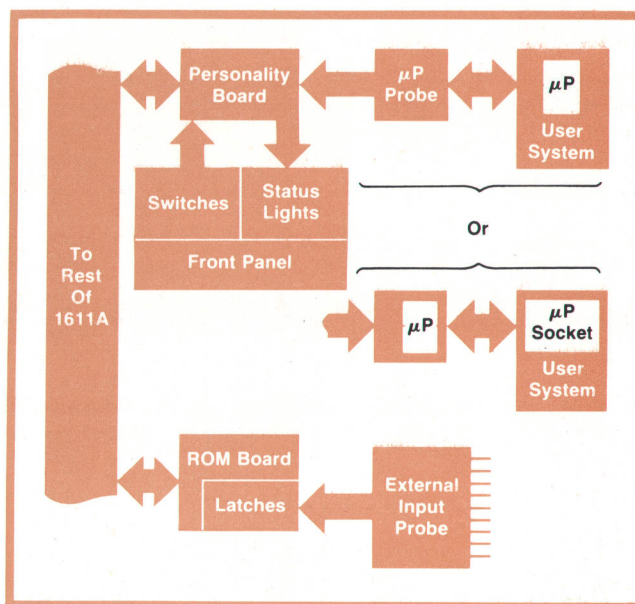 Personality
Board
μP
Probe
μP
User
System
Switches
Status
Lights
Front Panel
To
Rest
Of
1611A
Or
μP
μP
Socket
User
System
ROM Board
Latches
External
Input
Probe